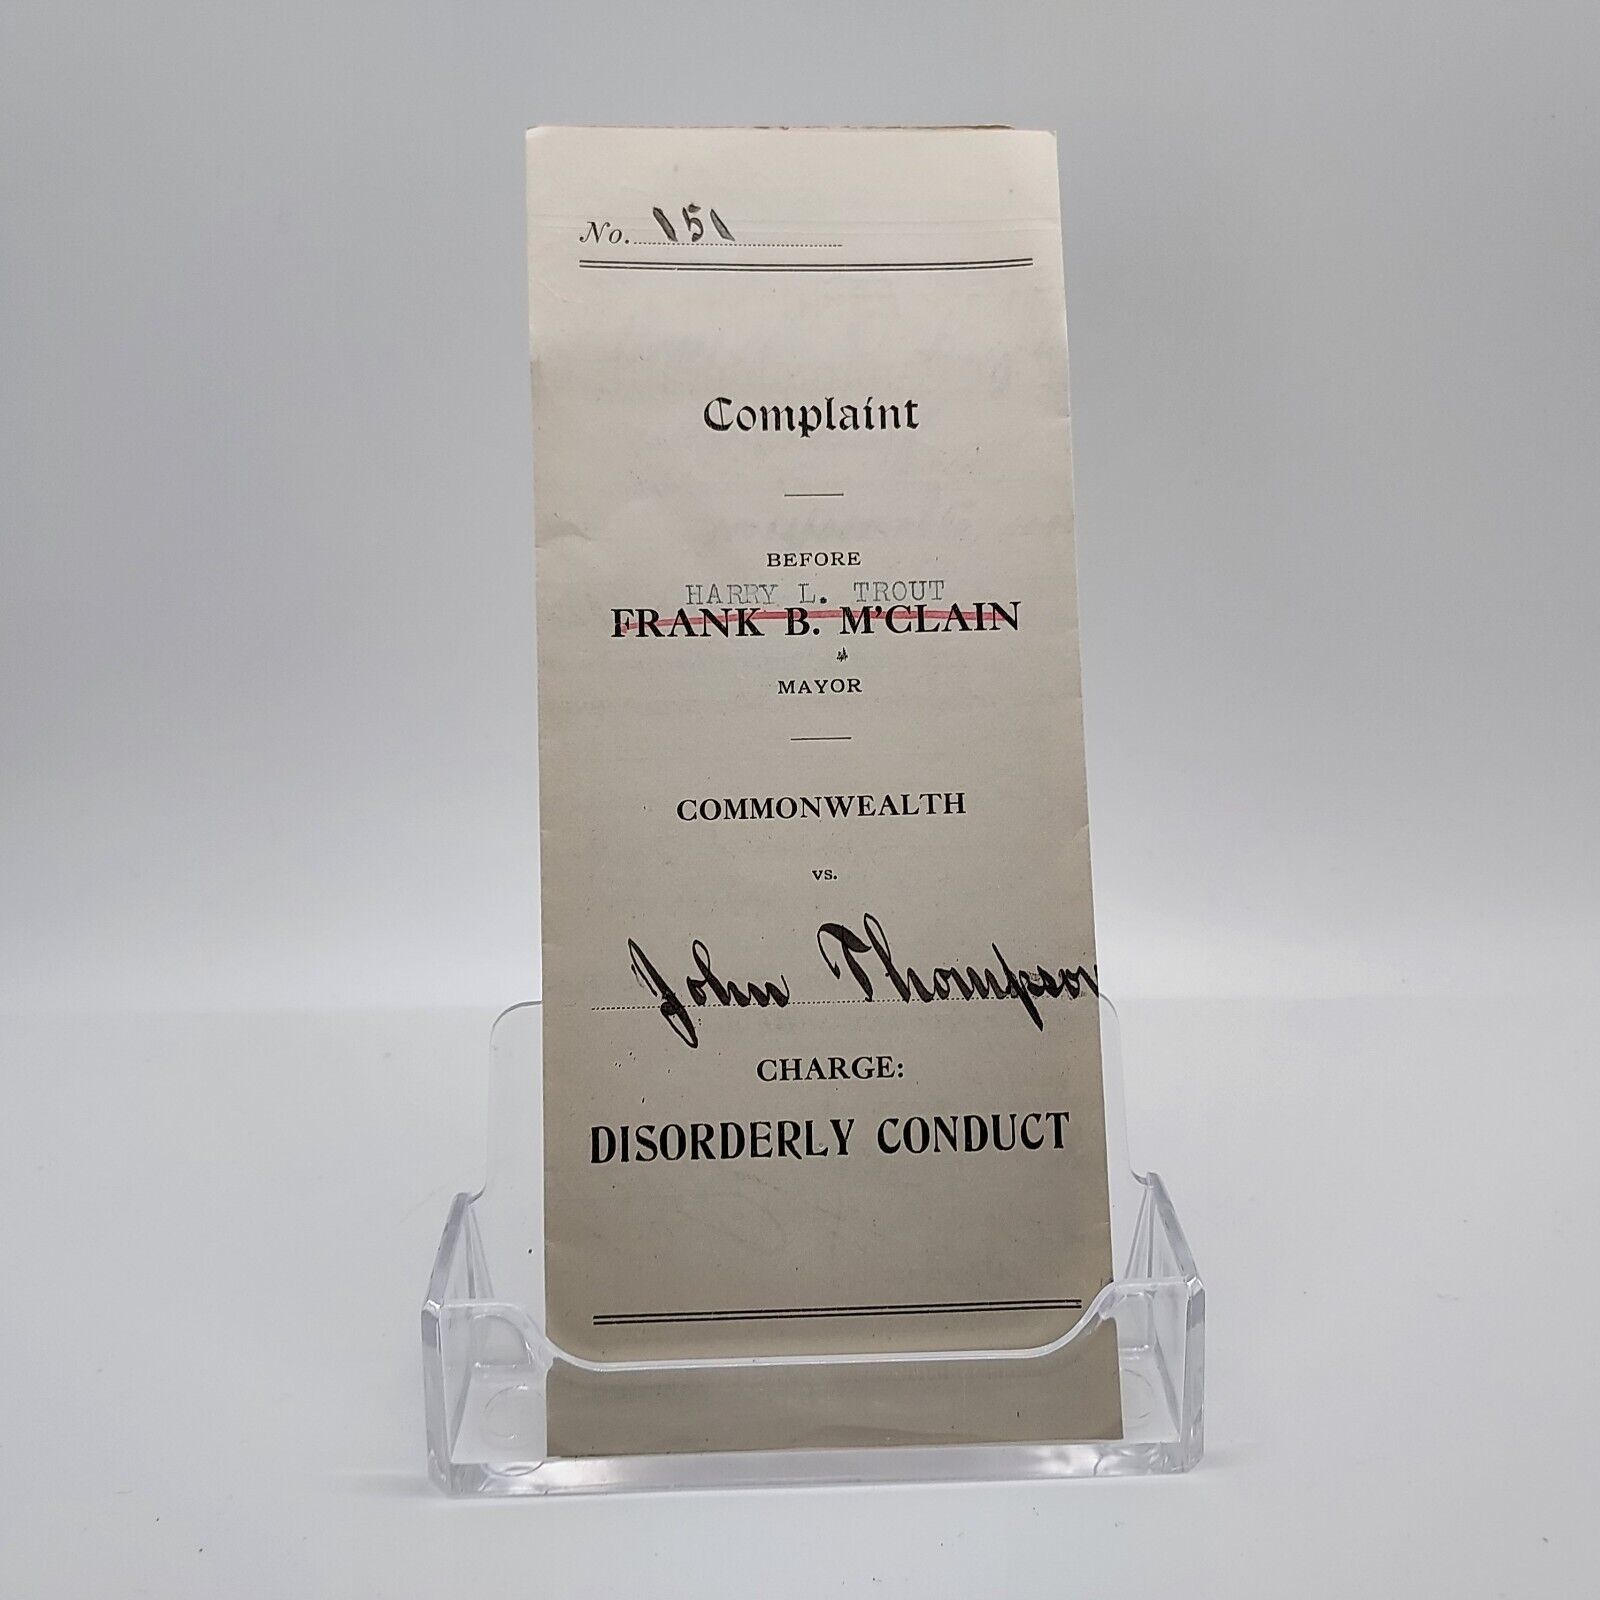 No. 151
Complaint
BEFORE
HARRY L. TROUT
FRANK B. M'CLAIN
MAYOR
COMMONWEALTH
vs.
John Thompson
CHARGE:
DISORDERLY CONDUCT